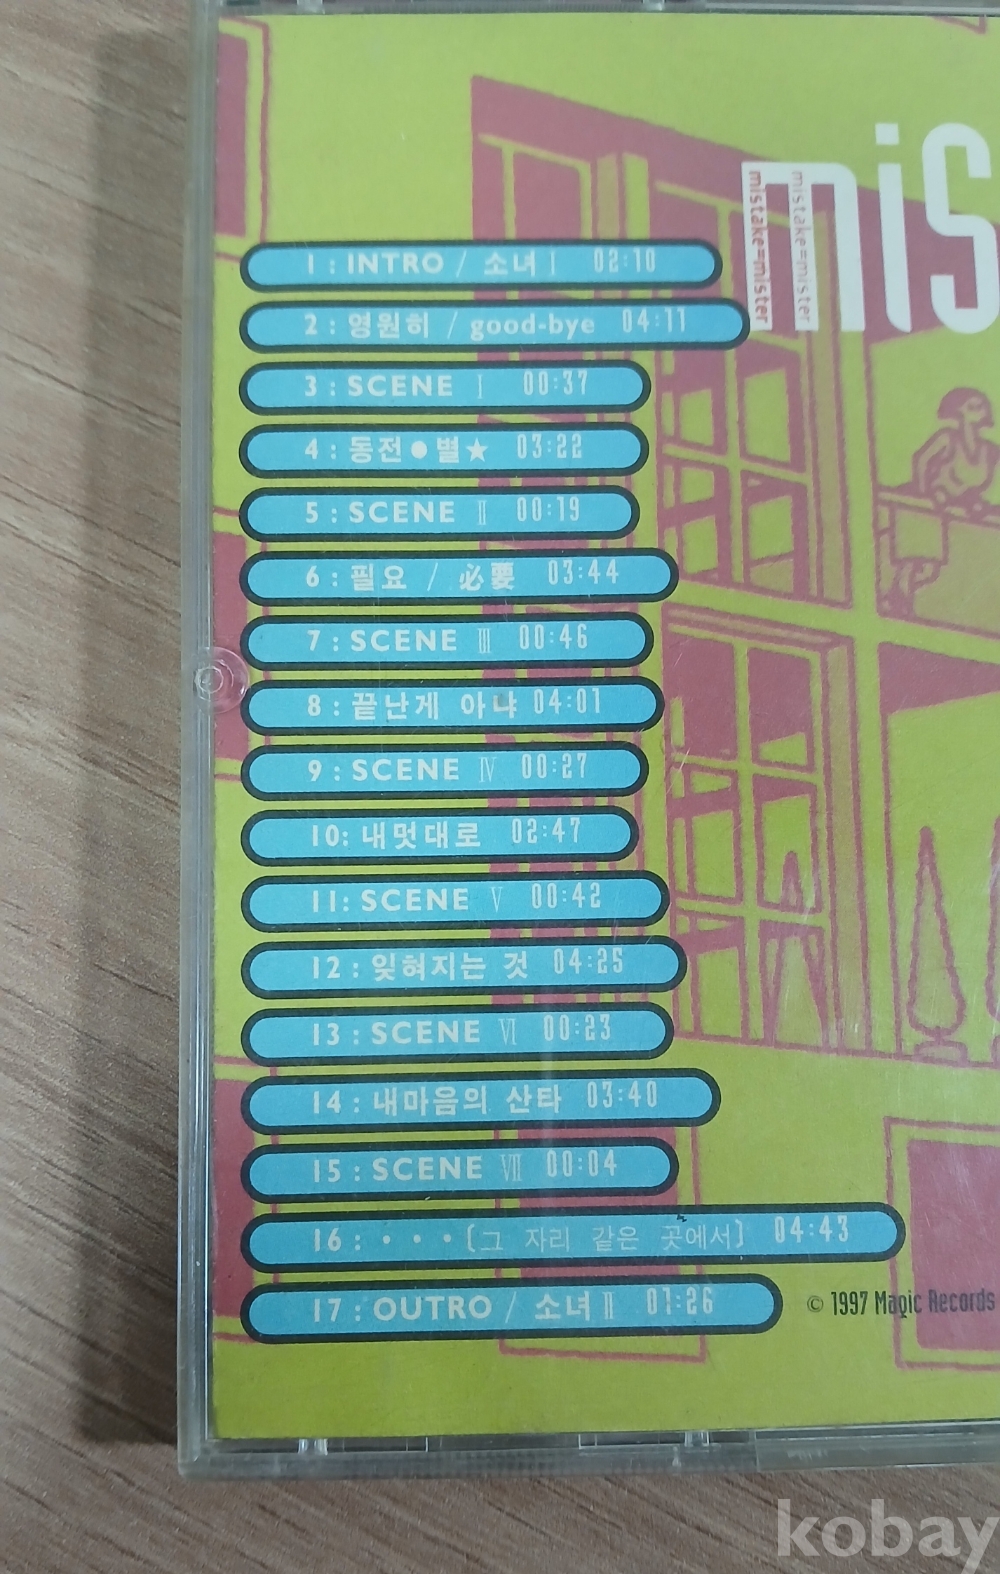 mis
mistake=mister
mistake=mister
1 : INTRO / 소녀 Ⅰ 02:10
2 : 영원히 / good-bye 04:11
3 : SCENE Ⅰ 00:37
4 : 동전●별★ 03:22
5 : SCENE Ⅱ 00:19
6 : 필요 / 必要 03:44
7 : SCENE Ⅲ 00:46
8 : 끝난게 아냐 04:01
9 : SCENE Ⅳ 00:27
10: 내멋대로 02:47
11: SCENE Ⅴ 00:42
12 : 잊혀지는 것 04:25
13 : SCENE Ⅵ 00:23
14 : 내마음의 산타 03:40
15 : SCENE Ⅶ 00:04
16 : • • • [그 자리 같은 곳에서] 04:43
17 : OUTRO / 소녀 Ⅱ 01:26
© 1997 Magic Records
kobay